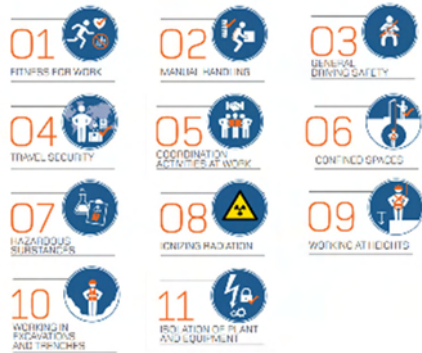 01
FITNESS FOR WORK
02
MANUAL HANDLING
03
GENERAL
DRIVING SAFETY
04
TRAVEL SECURITY
05
COORDINATION
ACTIVITIES AT WORK
06
CONFINED SPACES
07
HAZARDOUS
SUBSTANCES
08
IONIZING RADIATION
09
WORKING AT HEIGHTS
10
WORKING IN
EXCAVATIONS
AND TRENCHES
11
ISOLATION OF PLANT
AND EQUIPMENT